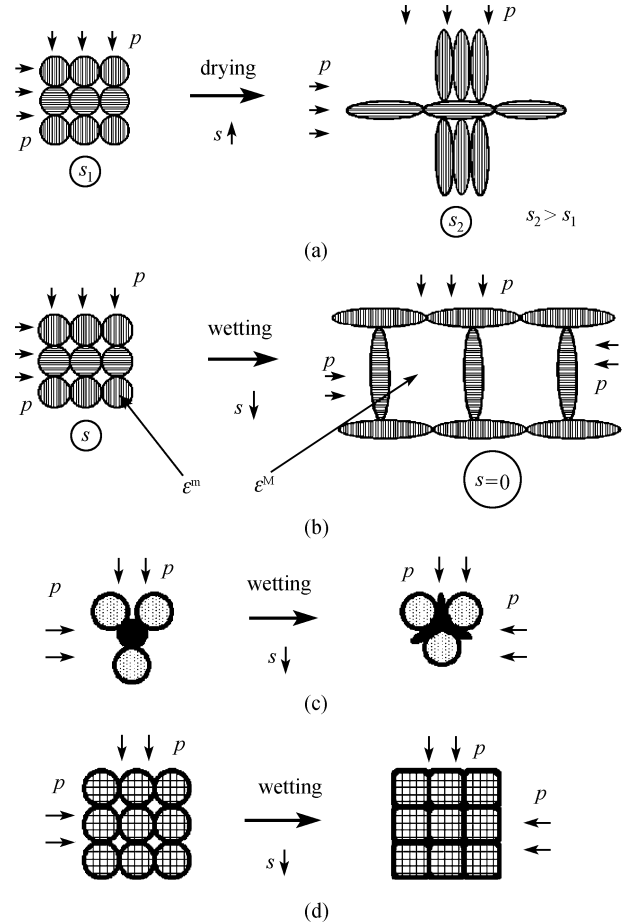 p
p
drying
s
p
p
s₁
s₂
s₂ > s₁
(a)
p
p
wetting
s
p
p
p
s
s=0
εᵐ
εᴹ
(b)
p
p
wetting
s
p
p
(c)
p
p
wetting
s
p
p
(d)